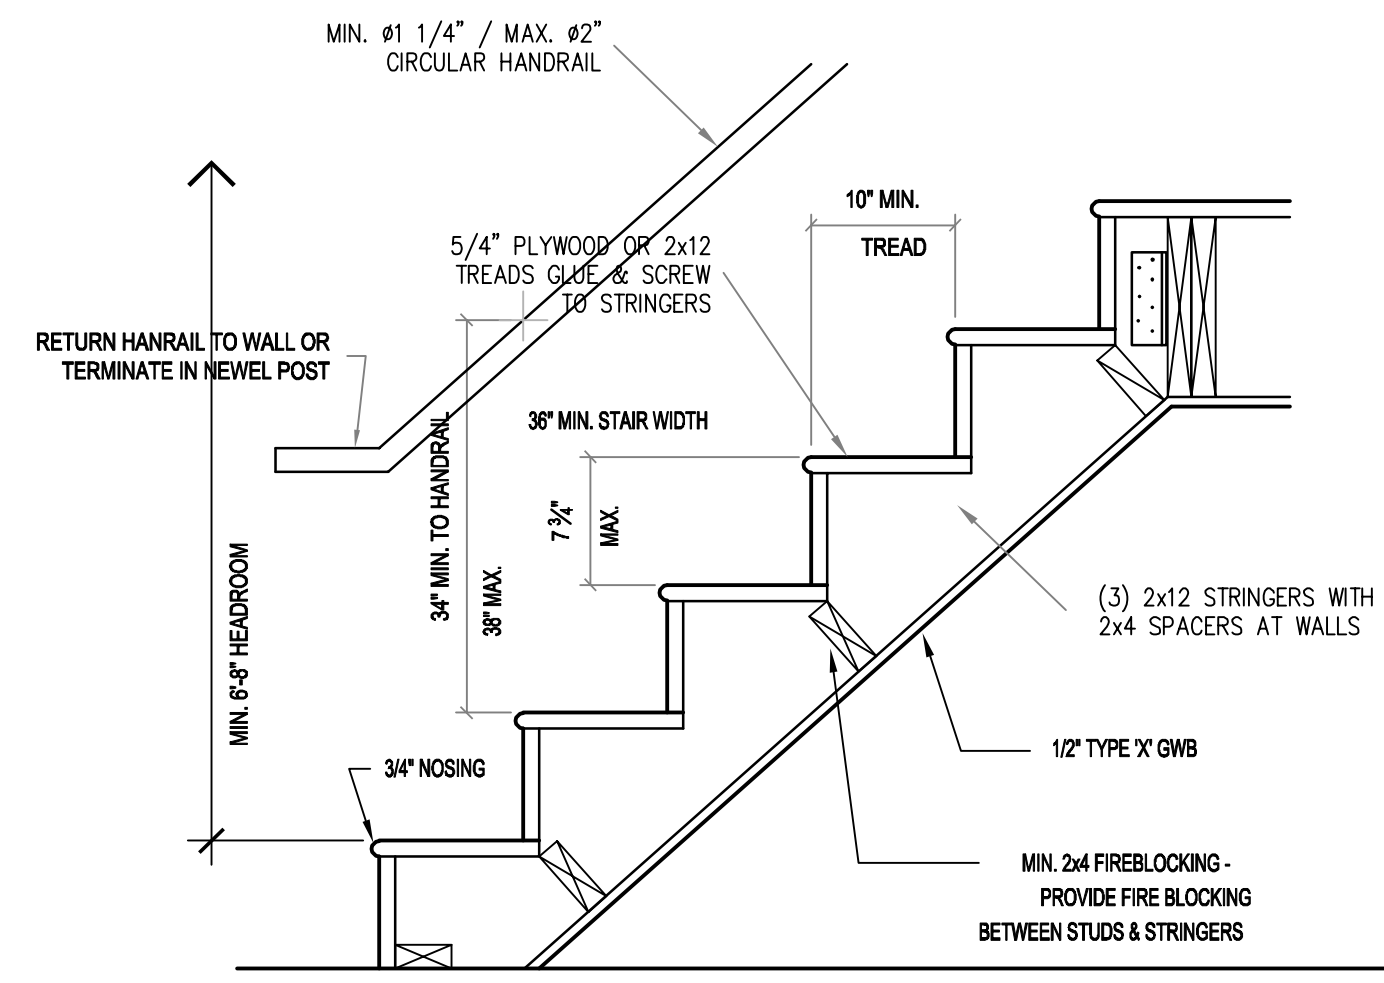 MIN. ø1 1/4" / MAX. ø2"
CIRCULAR HANDRAIL
10" MIN.
TREAD
5/4" PLYWOOD OR 2x12
TREADS GLUE & SCREW
TO STRINGERS
RETURN HANRAIL TO WALL OR
TERMINATE IN NEWEL POST
36" MIN. STAIR WIDTH
34" MIN. TO HANDRAIL
38" MAX.
7 3/4"
MAX.
MIN. 6'-8" HEADROOM
(3) 2x12 STRINGERS WITH
2x4 SPACERS AT WALLS
3/4" NOSING
1/2" TYPE 'X' GWB
MIN. 2x4 FIREBLOCKING -
PROVIDE FIRE BLOCKING
BETWEEN STUDS & STRINGERS